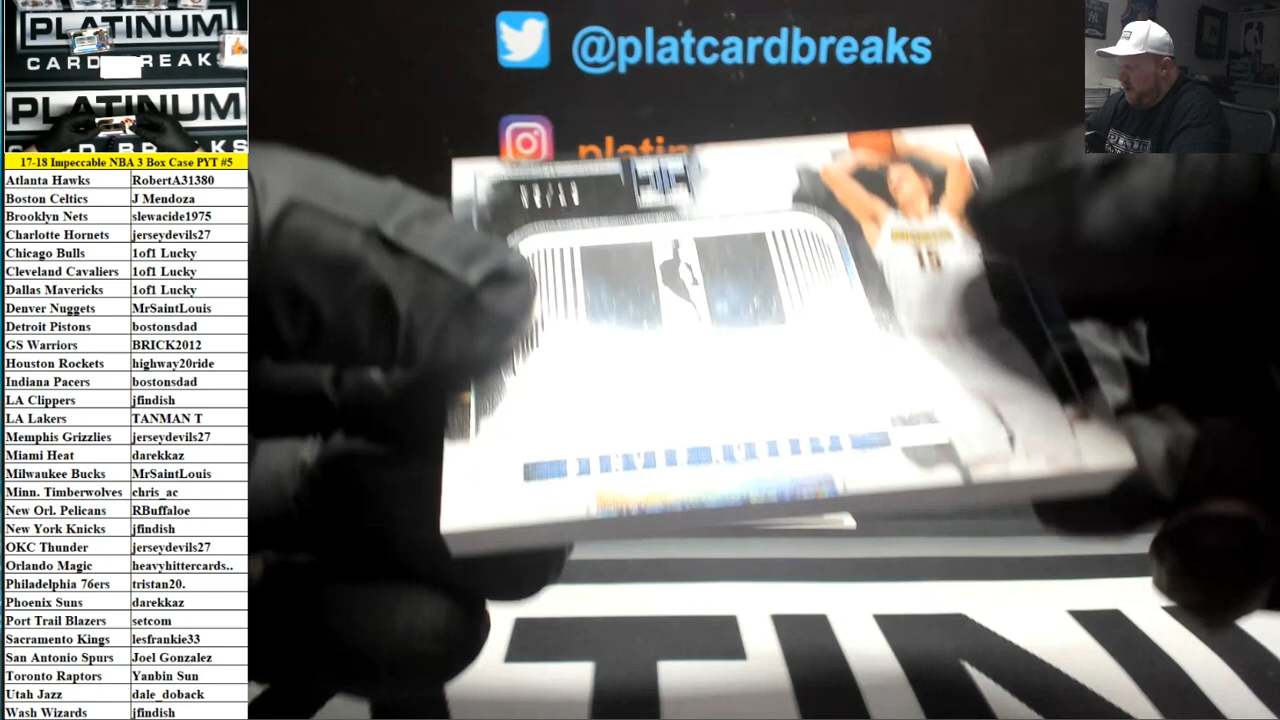 PLATINUM
CARD BREAKS
PLATINUM
17-18 Impeccable NBA 3 Box Case PYT #5
Atlanta Hawks RobertA31380
Boston Celtics J Mendoza
Brooklyn Nets slewacide1975
Charlotte Hornets jerseydevils27
Chicago Bulls 1of1 Lucky
Cleveland Cavaliers 1of1 Lucky
Dallas Mavericks 1of1 Lucky
Denver Nuggets MrSaintLouis
Detroit Pistons bostonsdad
GS Warriors BRICK2012
Houston Rockets highway20ride
Indiana Pacers bostonsdad
LA Clippers jfindish
LA Lakers TANMAN T
Memphis Grizzlies jerseydevils27
Miami Heat darekkaz
Milwaukee Bucks MrSaintLouis
Minn. Timberwolves chris_ac
New Orl. Pelicans RBuffaloe
New York Knicks jfindish
OKC Thunder jerseydevils27
Orlando Magic heavyhittercards..
Philadelphia 76ers tristan20.
Phoenix Suns darekkaz
Port Trail Blazers setcom
Sacramento Kings lesfrankie33
San Antonio Spurs Joel Gonzalez
Toronto Raptors Yanbin Sun
Utah Jazz dale_doback
Wash Wizards jfindish
@platcardbreaks
platin
TIN